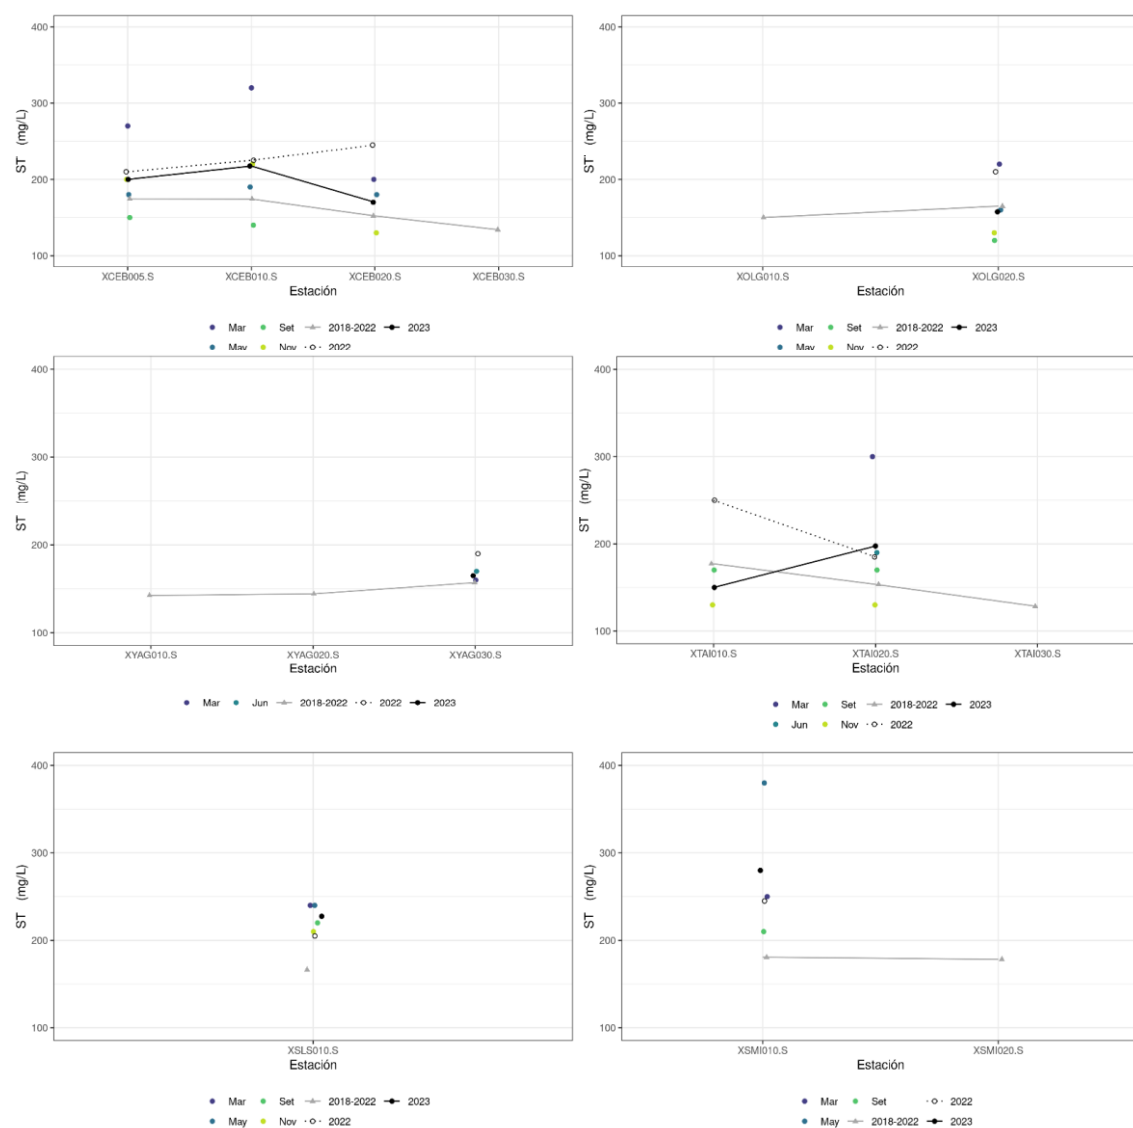 400
300
200
100
ST (mg/L)
XCEB005.S XCEB010.S XCEB020.S XCEB030.S
Estación
Mar Set 2018-2022 2023
May Nov 2022
400
300
200
100
ST (mg/L)
XOLG010.S XOLG020.S
Estación
Mar Set 2018-2022 2023
May Nov 2022
400
300
200
100
ST (mg/L)
XYAG010.S XYAG020.S XYAG030.S
Estación
Mar Jun 2018-2022 2022 2023
400
300
200
100
ST (mg/L)
XTAI010.S XTAI020.S XTAI030.S
Estación
Mar Set 2018-2022 2023
Jun Nov 2022
400
300
200
100
ST (mg/L)
XSLS010.S
Estación
Mar Set 2018-2022 2023
May Nov 2022
400
300
200
100
ST (mg/L)
XSMI010.S XSMI020.S
Estación
Mar Set 2022
May 2018-2022 2023